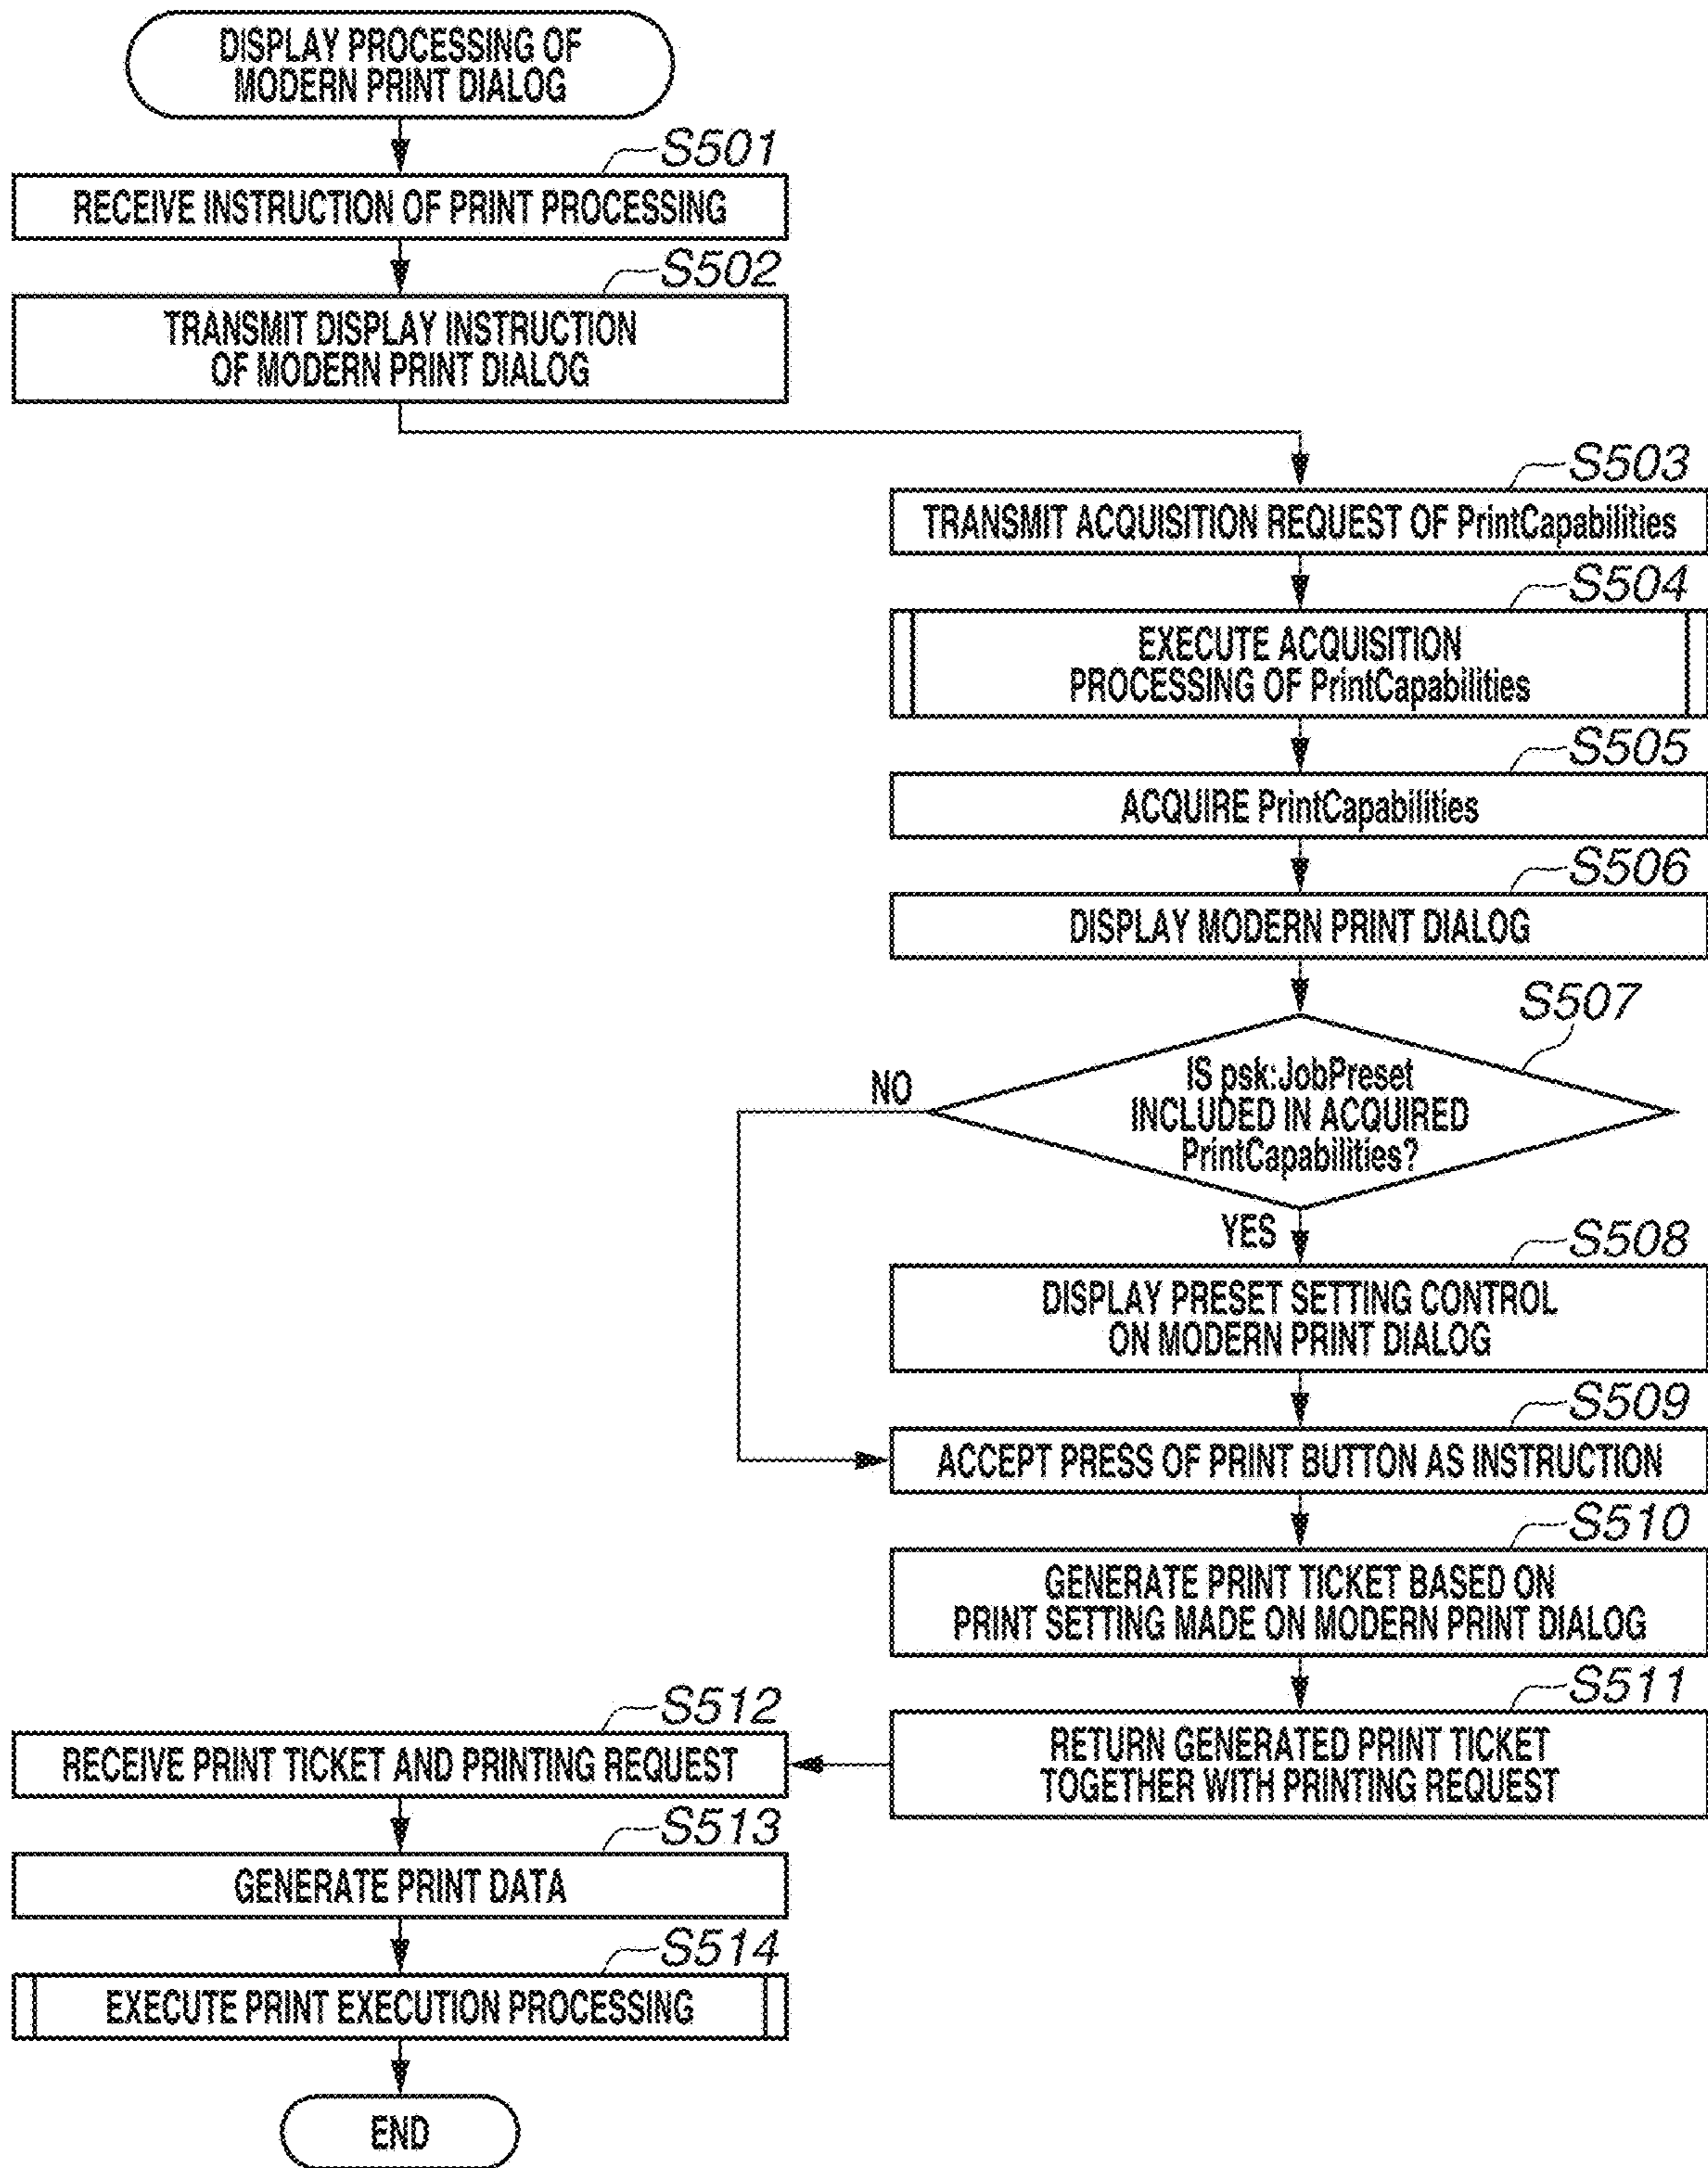 DISPLAY PROCESSING OF
MODERN PRINT DIALOG
S501
RECEIVE INSTRUCTION OF PRINT PROCESSING
S502
TRANSMIT DISPLAY INSTRUCTION
OF MODERN PRINT DIALOG
S503
TRANSMIT ACQUISITION REQUEST OF PrintCapabilities
S504
EXECUTE ACQUISITION
PROCESSING OF PrintCapabilities
S505
ACQUIRE PrintCapabilities
S506
DISPLAY MODERN PRINT DIALOG
S507
IS psk:JobPreset
INCLUDED IN ACQUIRED
PrintCapabilities?
NO
YES
S508
DISPLAY PRESET SETTING CONTROL
ON MODERN PRINT DIALOG
S509
ACCEPT PRESS OF PRINT BUTTON AS INSTRUCTION
S510
GENERATE PRINT TICKET BASED ON
PRINT SETTING MADE ON MODERN PRINT DIALOG
S511
RETURN GENERATED PRINT TICKET
TOGETHER WITH PRINTING REQUEST
S512
RECEIVE PRINT TICKET AND PRINTING REQUEST
S513
GENERATE PRINT DATA
S514
EXECUTE PRINT EXECUTION PROCESSING
END